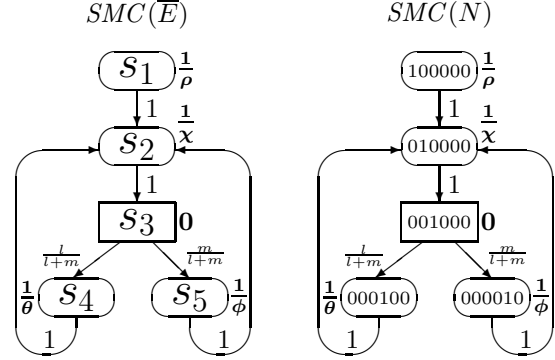 SMC(E̅) SMC(N)
s₁ 1/ρ 100000 1/ρ
1 1
1/χ 1/χ
s₂ 010000
1 1
s₃ 0 001000 0
l/l+m m/l+m l/l+m m/l+m
1/θ s₄ s₅ 1/ϕ 1/θ 000100 000010 1/ϕ
1 1 1 1